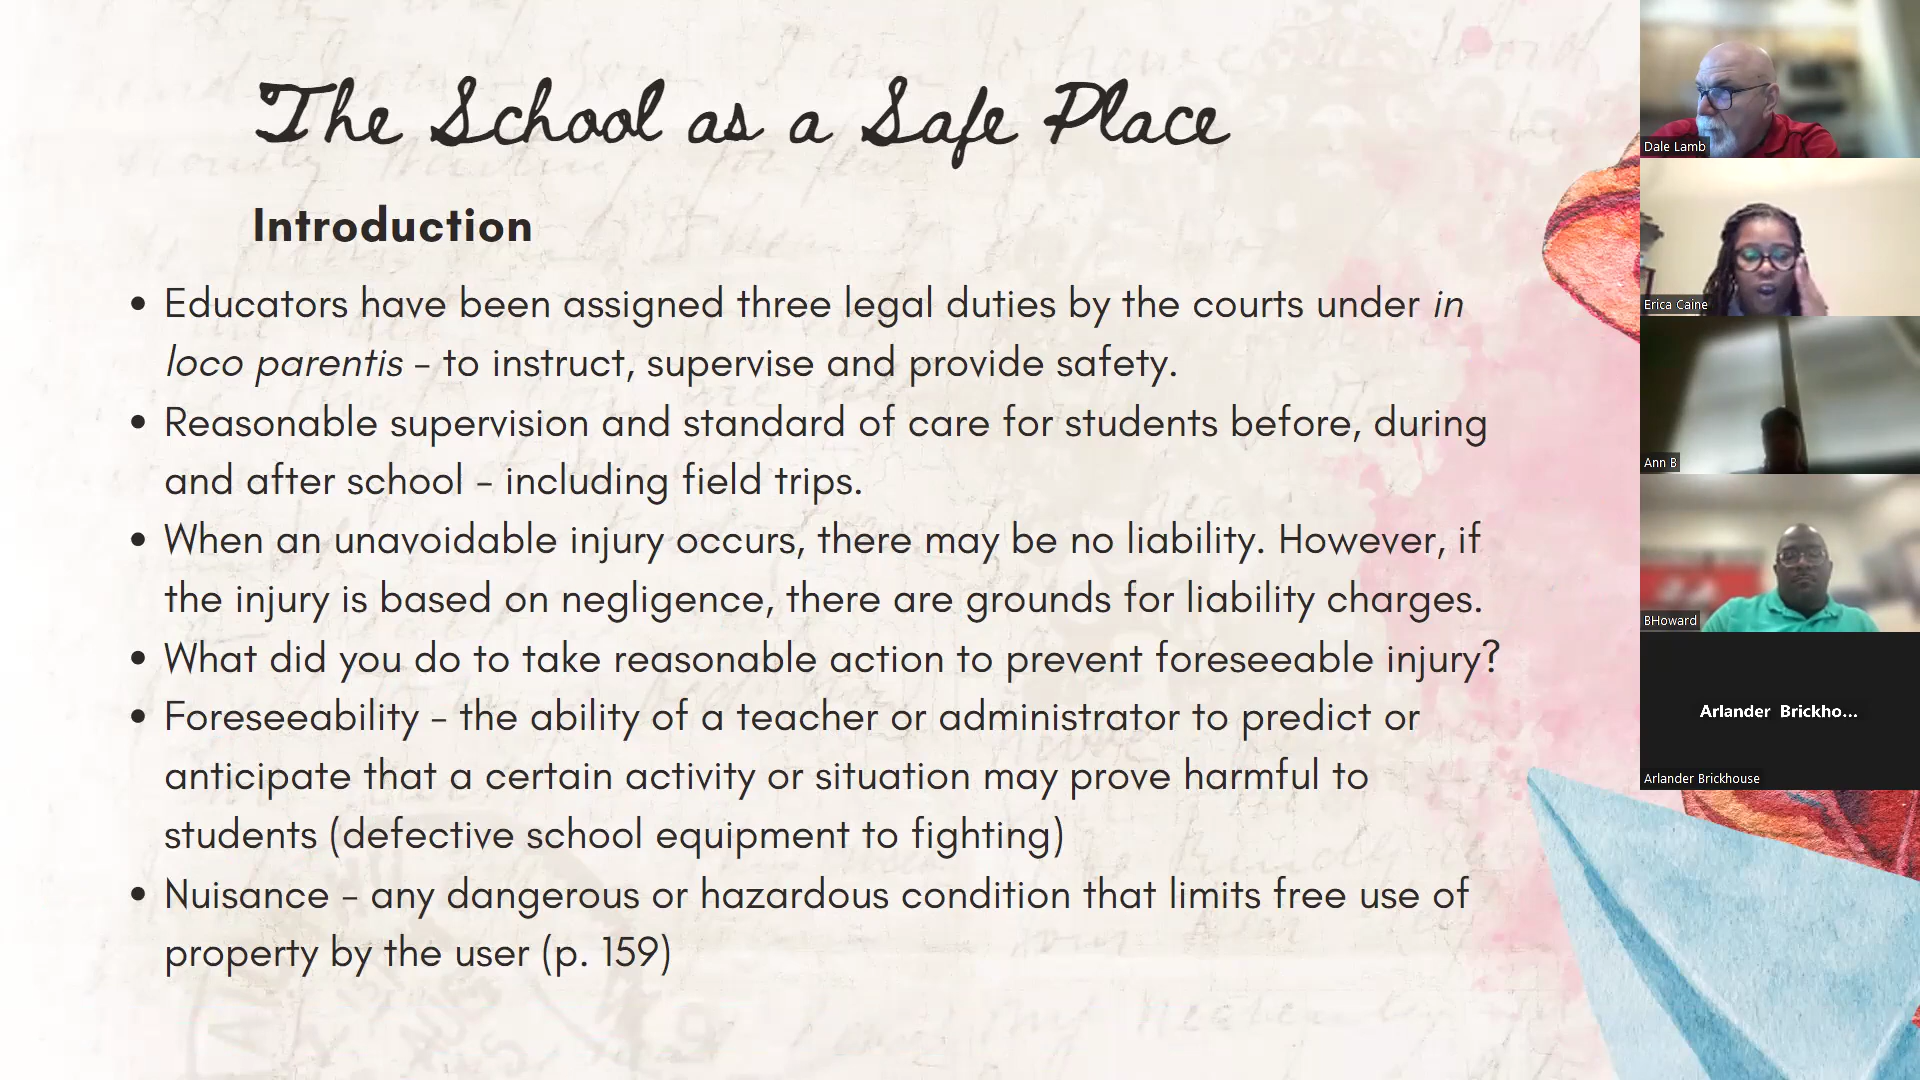 The School as a Safe Place
Introduction
• Educators have been assigned three legal duties by the courts under in
loco parentis - to instruct, supervise and provide safety.
• Reasonable supervision and standard of care for students before, during
and after school - including field trips.
• When an unavoidable injury occurs, there may be no liability. However, if
the injury is based on negligence, there are grounds for liability charges.
• What did you do to take reasonable action to prevent foreseeable injury?
• Foreseeability - the ability of a teacher or administrator to predict or
anticipate that a certain activity or situation may prove harmful to
students (defective school equipment to fighting)
• Nuisance - any dangerous or hazardous condition that limits free use of
property by the user (p. 159)
Dale Lamb
Erica Caine
Ann B
BHoward
Arlander Brickho...
Arlander Brickhouse